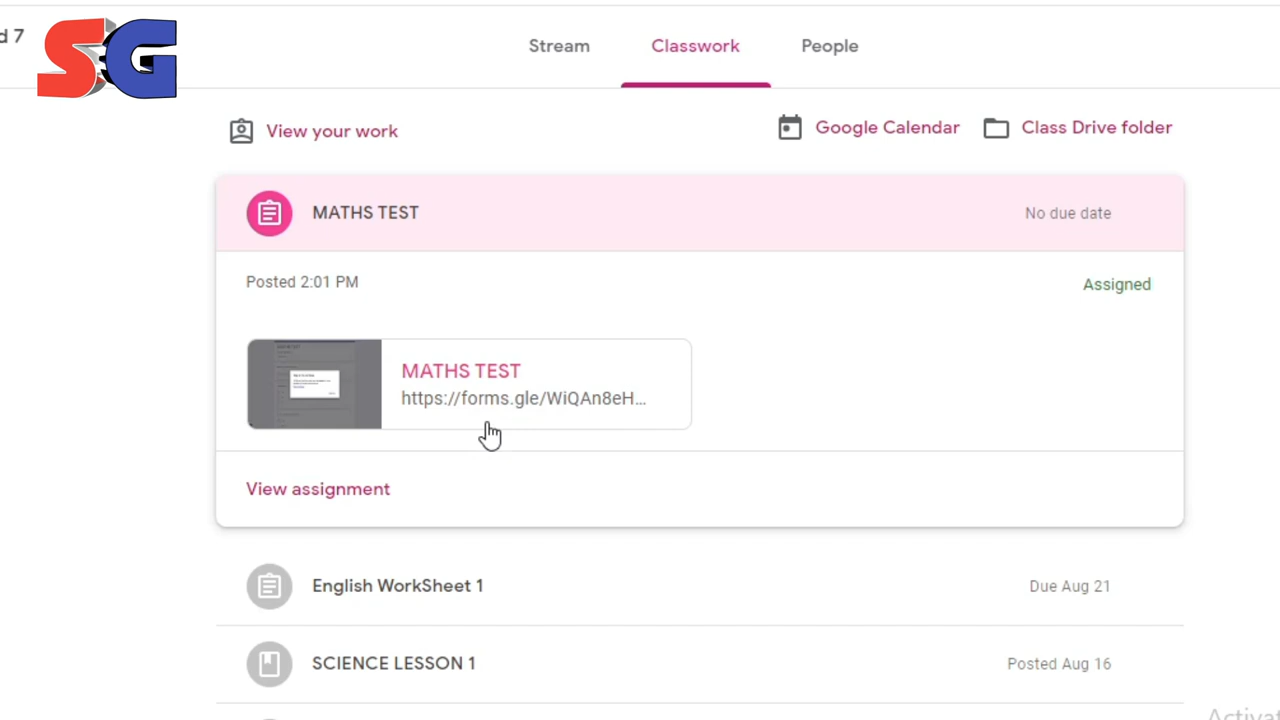 d 7
SG
Stream
Classwork
People
View your work
Google Calendar
Class Drive folder
MATHS TEST
No due date
Posted 2:01 PM
Assigned
MATHS TEST
https://forms.gle/WiQAn8eH...
View assignment
English WorkSheet 1
Due Aug 21
SCIENCE LESSON 1
Posted Aug 16
Activat